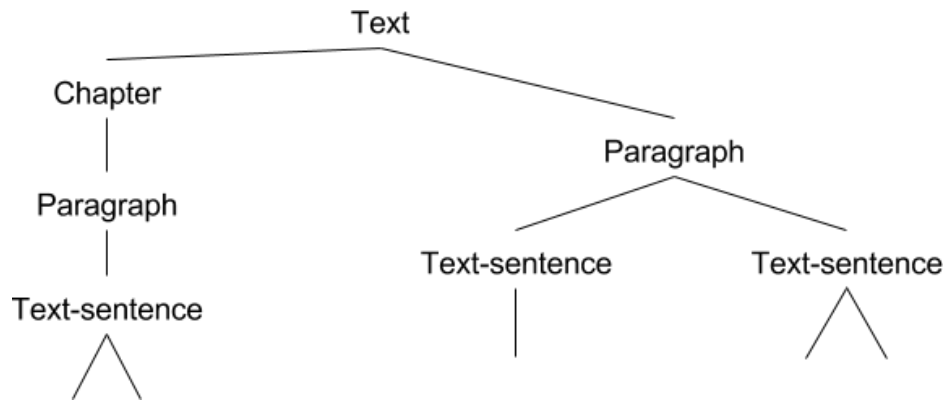 Text
Chapter
Paragraph
Paragraph
Text-sentence
Text-sentence
Text-sentence